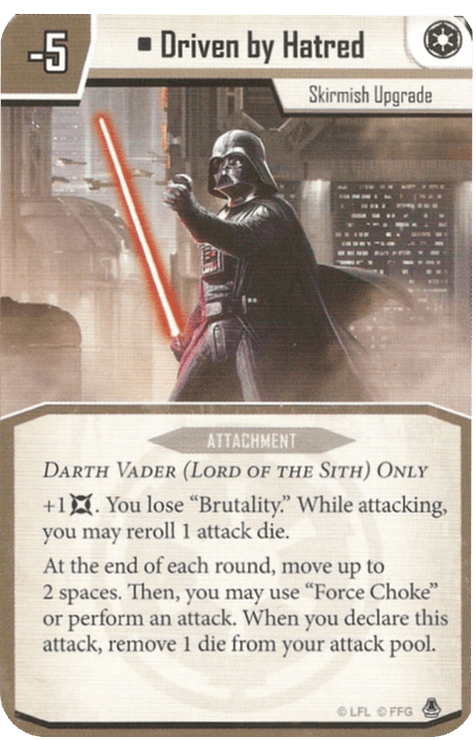 -5
■ Driven by Hatred
Skirmish Upgrade
ATTACHMENT
DARTH VADER (LORD OF THE SITH) ONLY
+1. You lose “Brutality.” While attacking,
you may reroll 1 attack die.
At the end of each round, move up to
2 spaces. Then, you may use “Force Choke”
or perform an attack. When you declare this
attack, remove 1 die from your attack pool.
© LFL © FFG